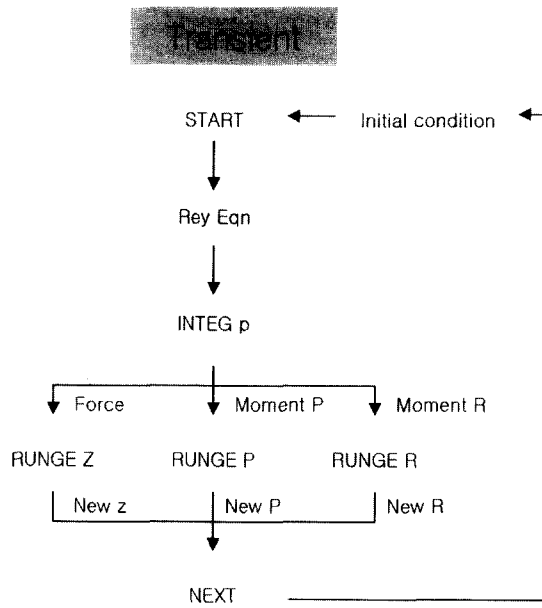 Transient
START Initial condition
Rey Eqn
INTEG p
Force Moment P Moment R
RUNGE Z RUNGE P RUNGE R
New z New P New R
NEXT